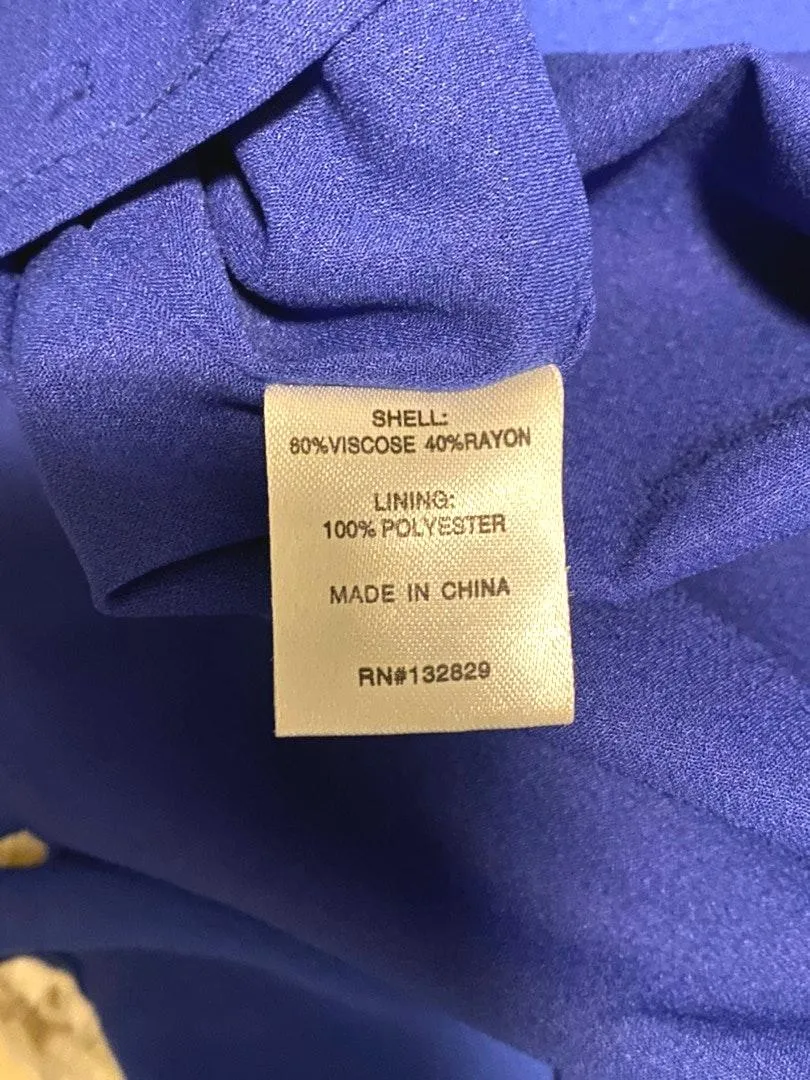 SHELL:
60%VISCOSE 40%RAYON
LINING:
100% POLYESTER
MADE IN CHINA
RN#132829